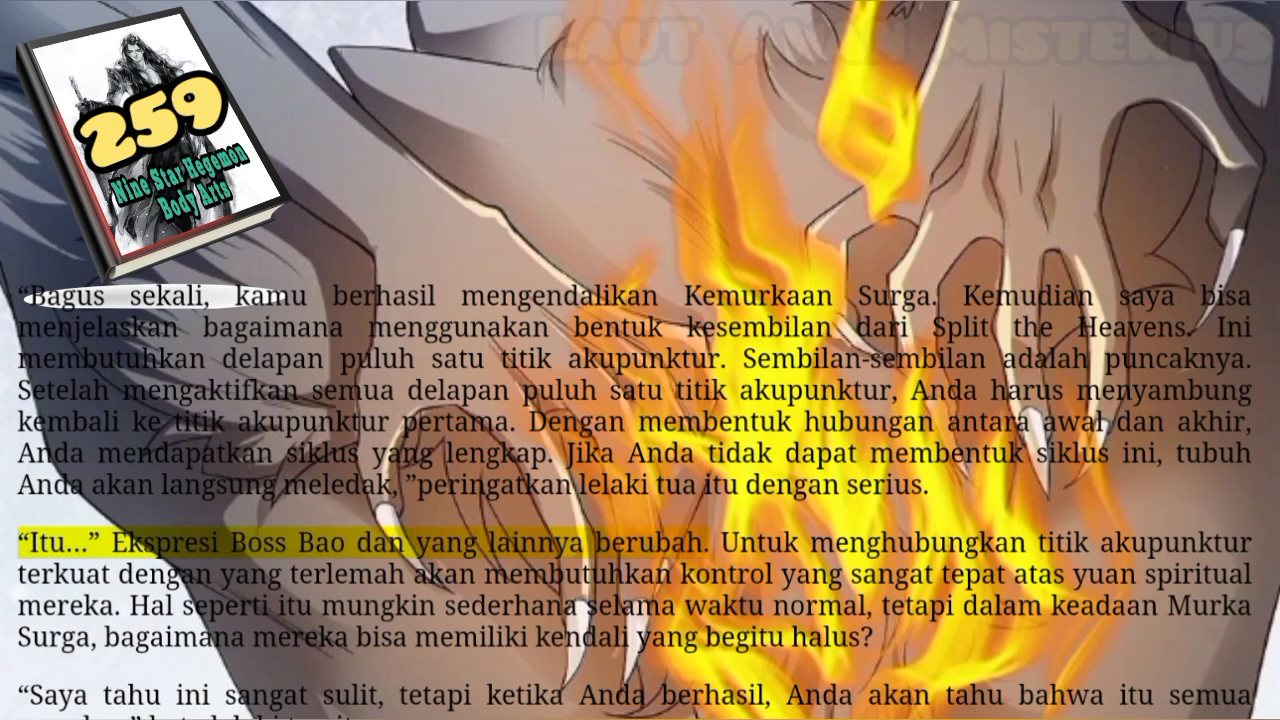 LAUT AWAN MISTERIUS
259
Nine Star Hegemon
Body Arts
“Bagus sekali, kamu berhasil mengendalikan Kemurkaan Surga. Kemudian saya bisa
menjelaskan bagaimana menggunakan bentuk kesembilan dari Split the Heavens. Ini
membutuhkan delapan puluh satu titik akupunktur. Sembilan-sembilan adalah puncaknya.
Setelah mengaktifkan semua delapan puluh satu titik akupunktur, Anda harus menyambung
kembali ke titik akupunktur pertama. Dengan membentuk hubungan antara awal dan akhir,
Anda mendapatkan siklus yang lengkap. Jika Anda tidak dapat membentuk siklus ini, tubuh
Anda akan langsung meledak, ”peringatkan lelaki tua itu dengan serius.
“Itu...” Ekspresi Boss Bao dan yang lainnya berubah. Untuk menghubungkan titik akupunktur
terkuat dengan yang terlemah akan membutuhkan kontrol yang sangat tepat atas yuan spiritual
mereka. Hal seperti itu mungkin sederhana selama waktu normal, tetapi dalam keadaan Murka
Surga, bagaimana mereka bisa memiliki kendali yang begitu halus?
“Saya tahu ini sangat sulit, tetapi ketika Anda berhasil, Anda akan tahu bahwa itu semua